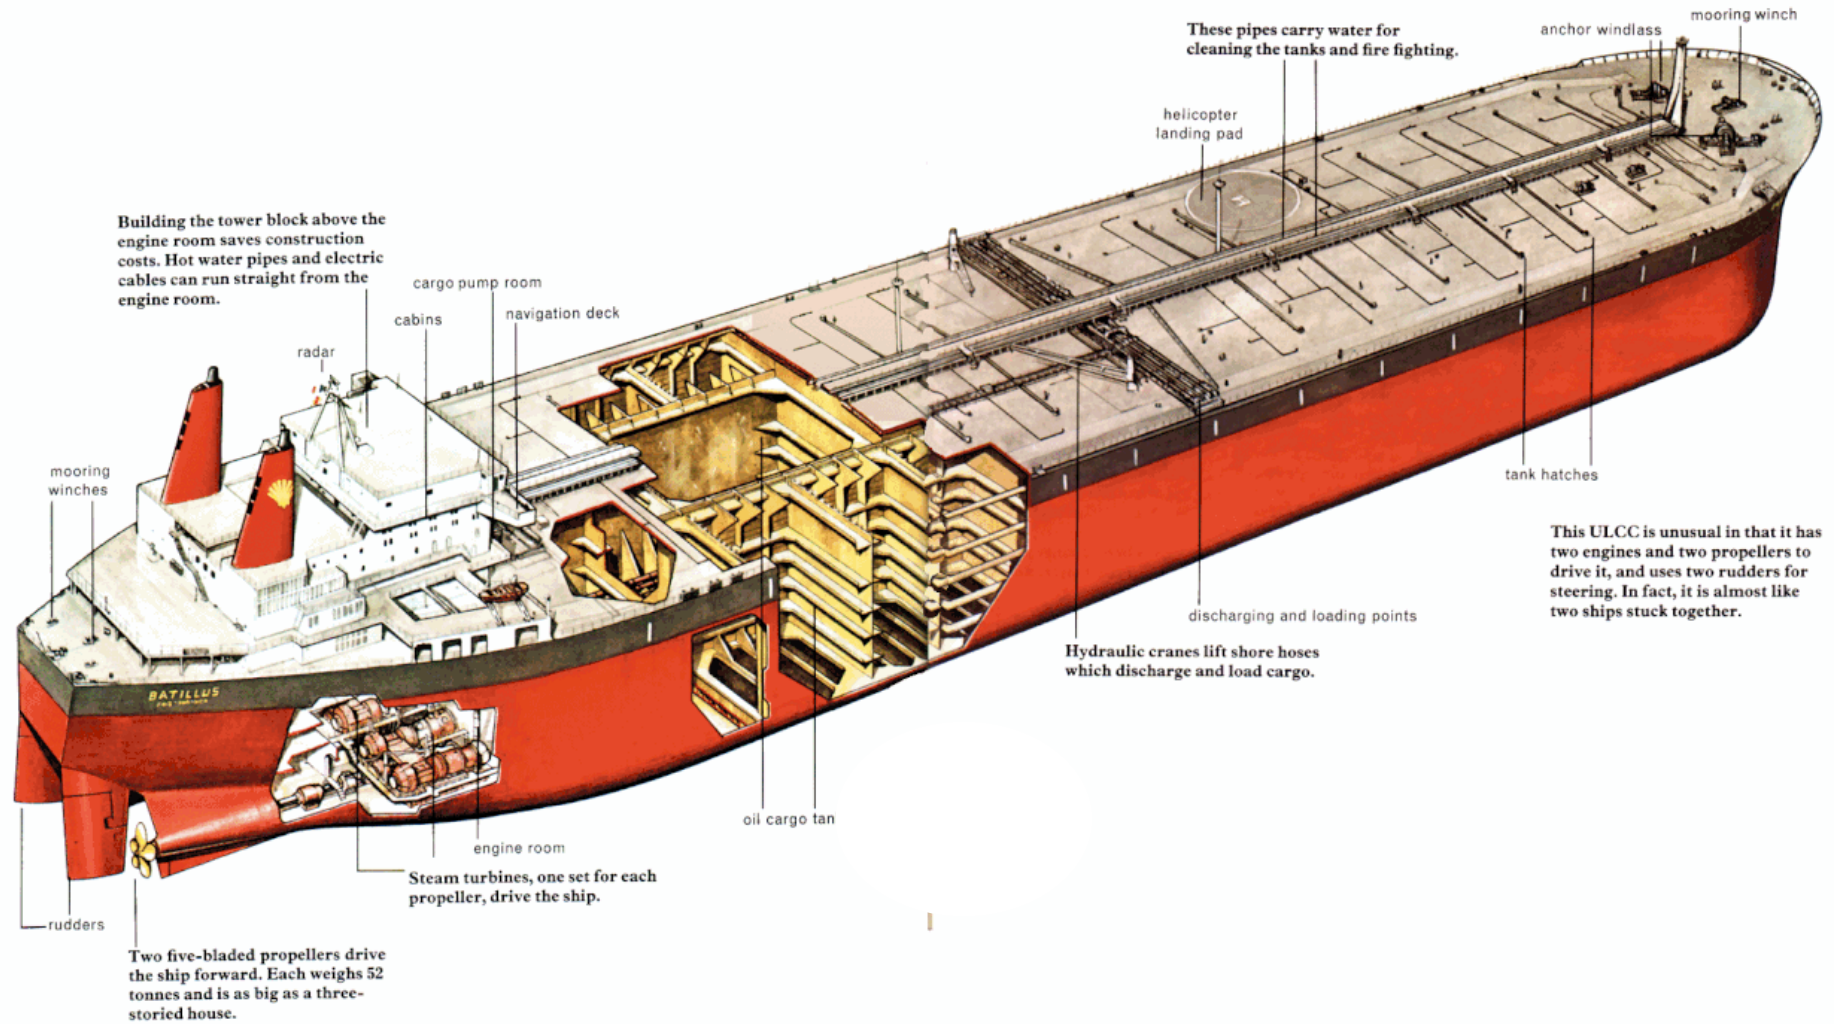 mooring winch
anchor windlass
These pipes carry water for
cleaning the tanks and fire fighting.
helicopter
landing pad
Building the tower block above the
engine room saves construction
costs. Hot water pipes and electric
cables can run straight from the
engine room.
cargo pump room
navigation deck
cabins
radar
mooring
winches
H
tank hatches
This ULCC is unusual in that it has
two engines and two propellers to
drive it, and uses two rudders for
steering. In fact, it is almost like
two ships stuck together.
discharging and loading points
Hydraulic cranes lift shore hoses
which discharge and load cargo.
BATILLUS
oil cargo tan
engine room
Steam turbines, one set for each
propeller, drive the ship.
rudders
Two five-bladed propellers drive
the ship forward. Each weighs 52
tonnes and is as big as a three-
storied house.